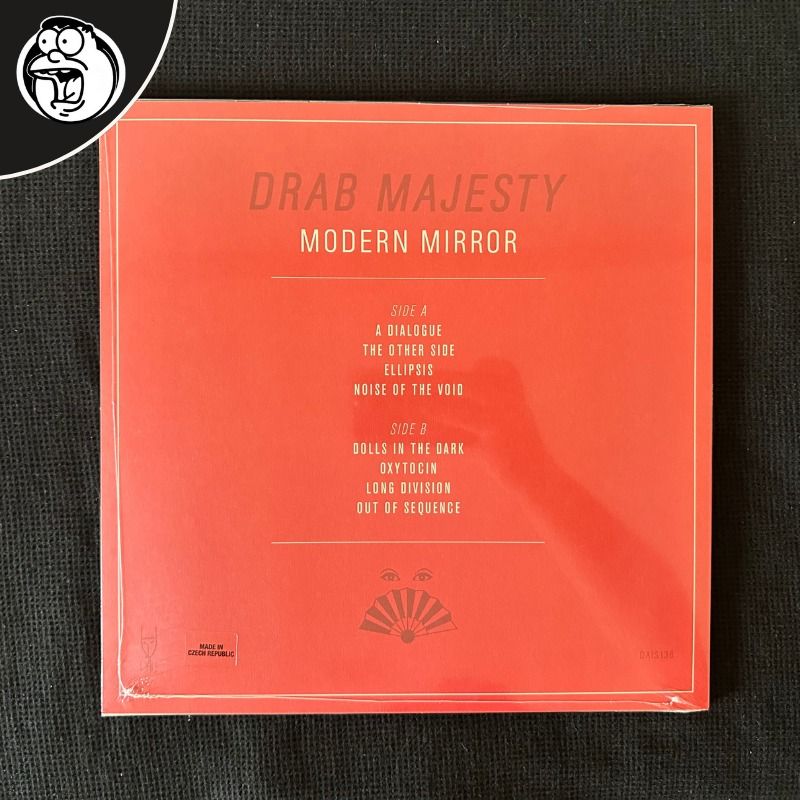 DRAB MAJESTY
MODERN MIRROR
SIDE A
A DIALOGUE
THE OTHER SIDE
ELLIPSIS
NOISE OF THE VOID
SIDE B
DOLLS IN THE DARK
OXYTOCIN
LONG DIVISION
OUT OF SEQUENCE
MADE IN
CZECH REPUBLIC
DAIS136